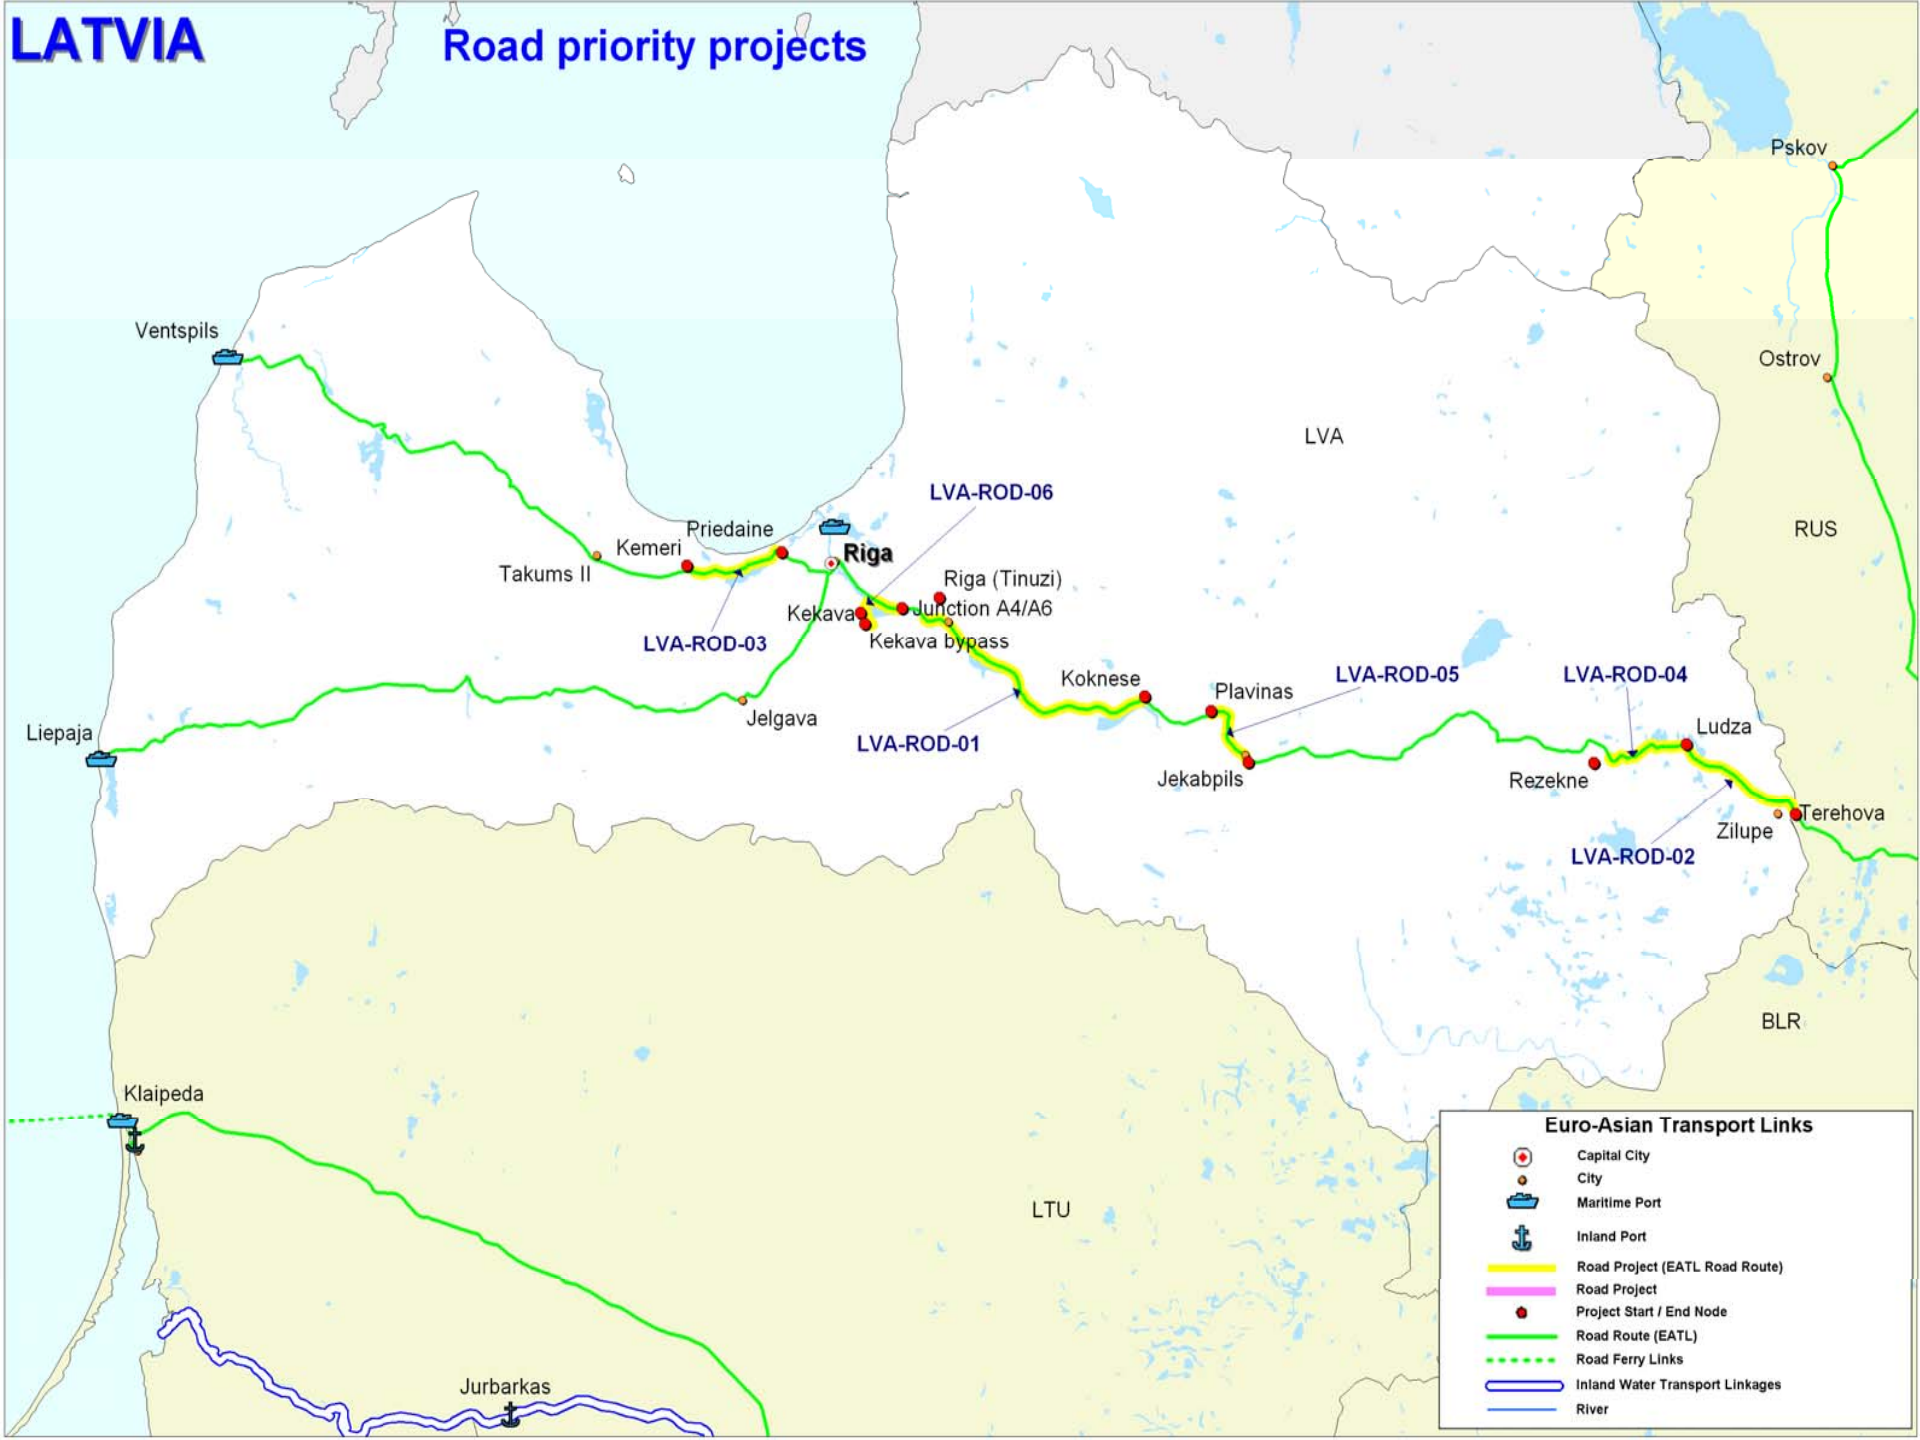 LATVIA
Road priority projects
Pskov
Ventspils
Ostrov
LVA
LVA-ROD-06
Priedaine
RUS
Kemeri
Riga
Takums II
Riga (Tinuzi)
Kekava
Junction A4/A6
LVA-ROD-03
Kekava bypass
Koknese
LVA-ROD-05
LVA-ROD-04
Plavinas
Jelgava
Ludza
Liepaja
LVA-ROD-01
Jekabpils
Rezekne
Terehova
Zilupe
LVA-ROD-02
BLR
Klaipeda
LTU
Jurbarkas
Euro-Asian Transport Links
Capital City
City
Maritime Port
Inland Port
Road Project (EATL Road Route)
Road Project
Project Start / End Node
Road Route (EATL)
Road Ferry Links
Inland Water Transport Linkages
River